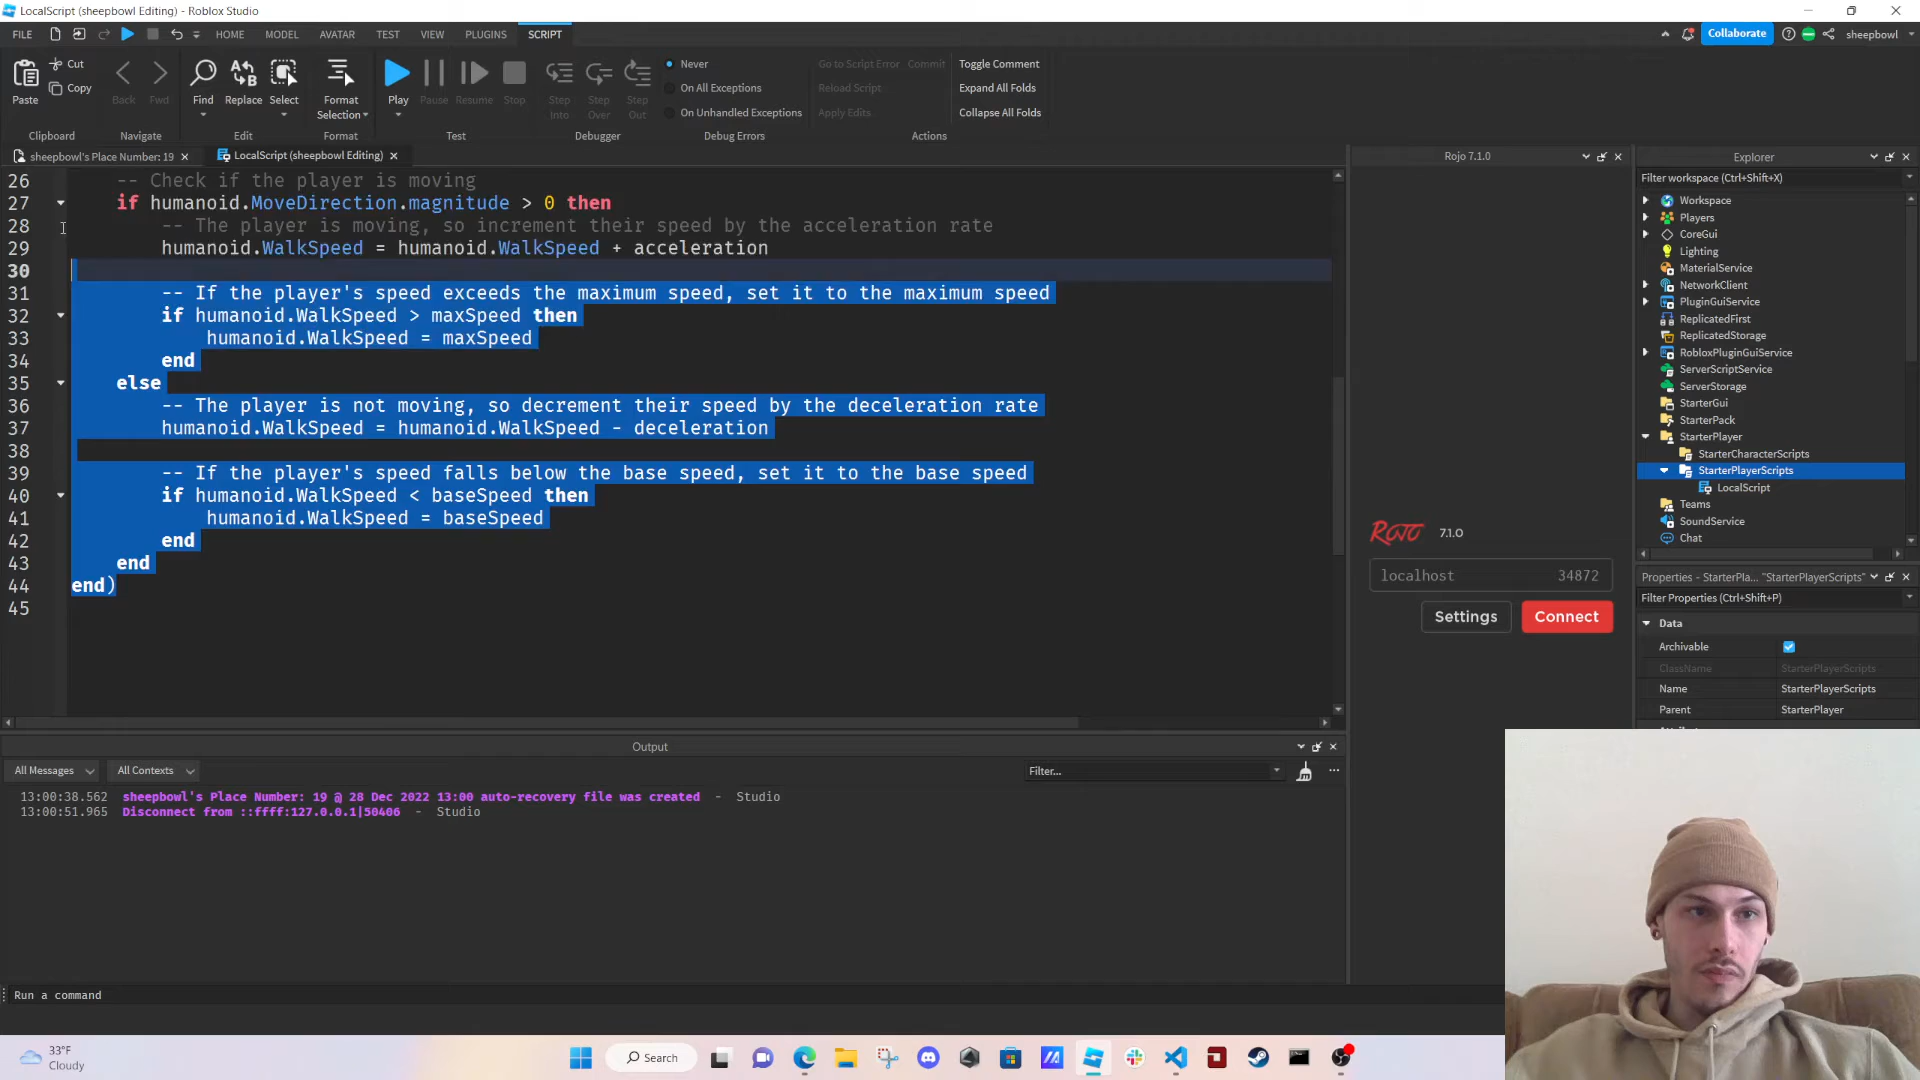 LocalScript (sheepbowl Editing) - Roblox Studio
FILE HOME MODEL AVATAR TEST VIEW PLUGINS SCRIPT Collaborate sheepbowl
Paste Cut Copy Back Fwd Find Replace Select Format Selection Play Pause Resume Stop Step Into Step Over Step Out
Never Go to Script Error Commit Toggle Comment
On All Exceptions Reload Script Expand All Folds
On Unhandled Exceptions Apply Edits Collapse All Folds
Clipboard Navigate Edit Format Test Debugger Debug Errors Actions
sheepbowl's Place Number: 19 LocalScript (sheepbowl Editing)
26 -- Check if the player is moving
27 if humanoid.MoveDirection.magnitude > 0 then
28 -- The player is moving, so increment their speed by the acceleration rate
29 humanoid.WalkSpeed = humanoid.WalkSpeed + acceleration
30
31 -- If the player's speed exceeds the maximum speed, set it to the maximum speed
32 if humanoid.WalkSpeed > maxSpeed then
33 humanoid.WalkSpeed = maxSpeed
34 end
35 else
36 -- The player is not moving, so decrement their speed by the deceleration rate
37 humanoid.WalkSpeed = humanoid.WalkSpeed - deceleration
38
39 -- If the player's speed falls below the base speed, set it to the base speed
40 if humanoid.WalkSpeed < baseSpeed then
41 humanoid.WalkSpeed = baseSpeed
42 end
43 end
44 end)
45
Rojo 7.1.0
ROJO 7.1.0
localhost 34872
Settings Connect
Explorer
Filter workspace (Ctrl+Shift+X)
Workspace
Players
CoreGui
Lighting
MaterialService
NetworkClient
PluginGuiService
ReplicatedFirst
ReplicatedStorage
RobloxPluginGuiService
ServerScriptService
ServerStorage
StarterGui
StarterPack
StarterPlayer
StarterCharacterScripts
StarterPlayerScripts
LocalScript
Teams
SoundService
Chat
Properties - StarterPla... "StarterPlayerScripts"
Filter Properties (Ctrl+Shift+P)
Data
Archivable
ClassName StarterPlayerScripts
Name StarterPlayerScripts
Parent StarterPlayer
Output
All Messages All Contexts Filter...
13:00:38.562 sheepbowl's Place Number: 19 @ 28 Dec 2022 13:00 auto-recovery file was created - Studio
13:00:51.965 Disconnect from ::ffff:127.0.0.1|50406 - Studio
Run a command
33°F
Cloudy
Search